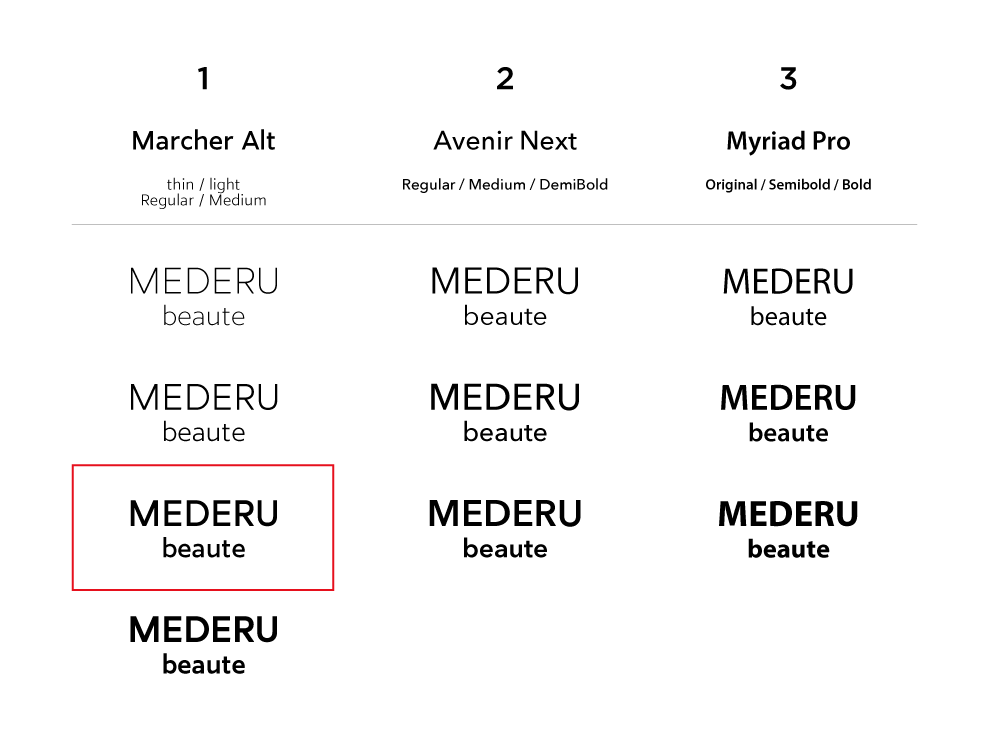 1 2 3
Marcher Alt Avenir Next Myriad Pro
thin / light Regular / Medium / DemiBold Original / Semibold / Bold
Regular / Medium
MEDERU MEDERU MEDERU
beaute beaute beaute
MEDERU MEDERU MEDERU
beaute beaute beaute
MEDERU MEDERU MEDERU
beaute beaute beaute
MEDERU
beaute